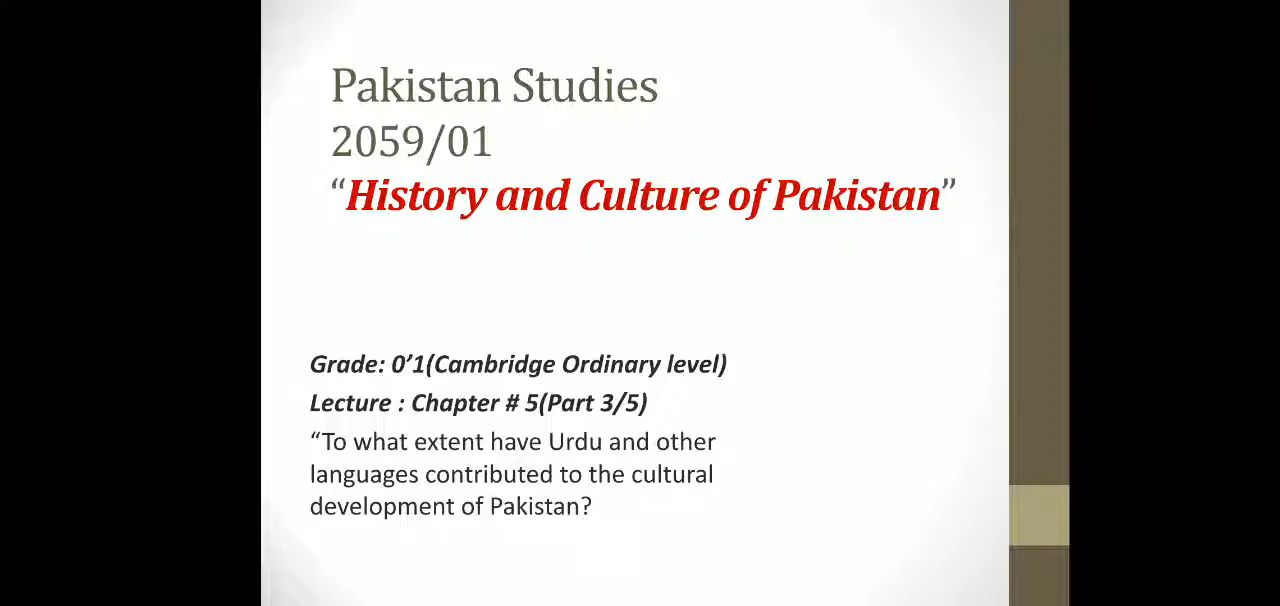 Pakistan Studies
2059/01
“History and Culture of Pakistan”
Grade: 0’1(Cambridge Ordinary level)
Lecture : Chapter # 5(Part 3/5)
“To what extent have Urdu and other
languages contributed to the cultural
development of Pakistan?